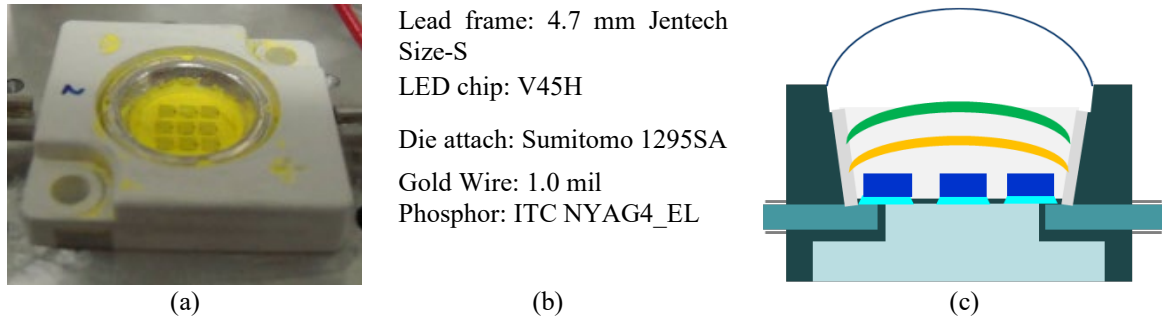 Lead frame: 4.7 mm Jentech
Size-S
LED chip: V45H
Die attach: Sumitomo 1295SA
Gold Wire: 1.0 mil
Phosphor: ITC NYAG4_EL
(a)
(b)
(c)